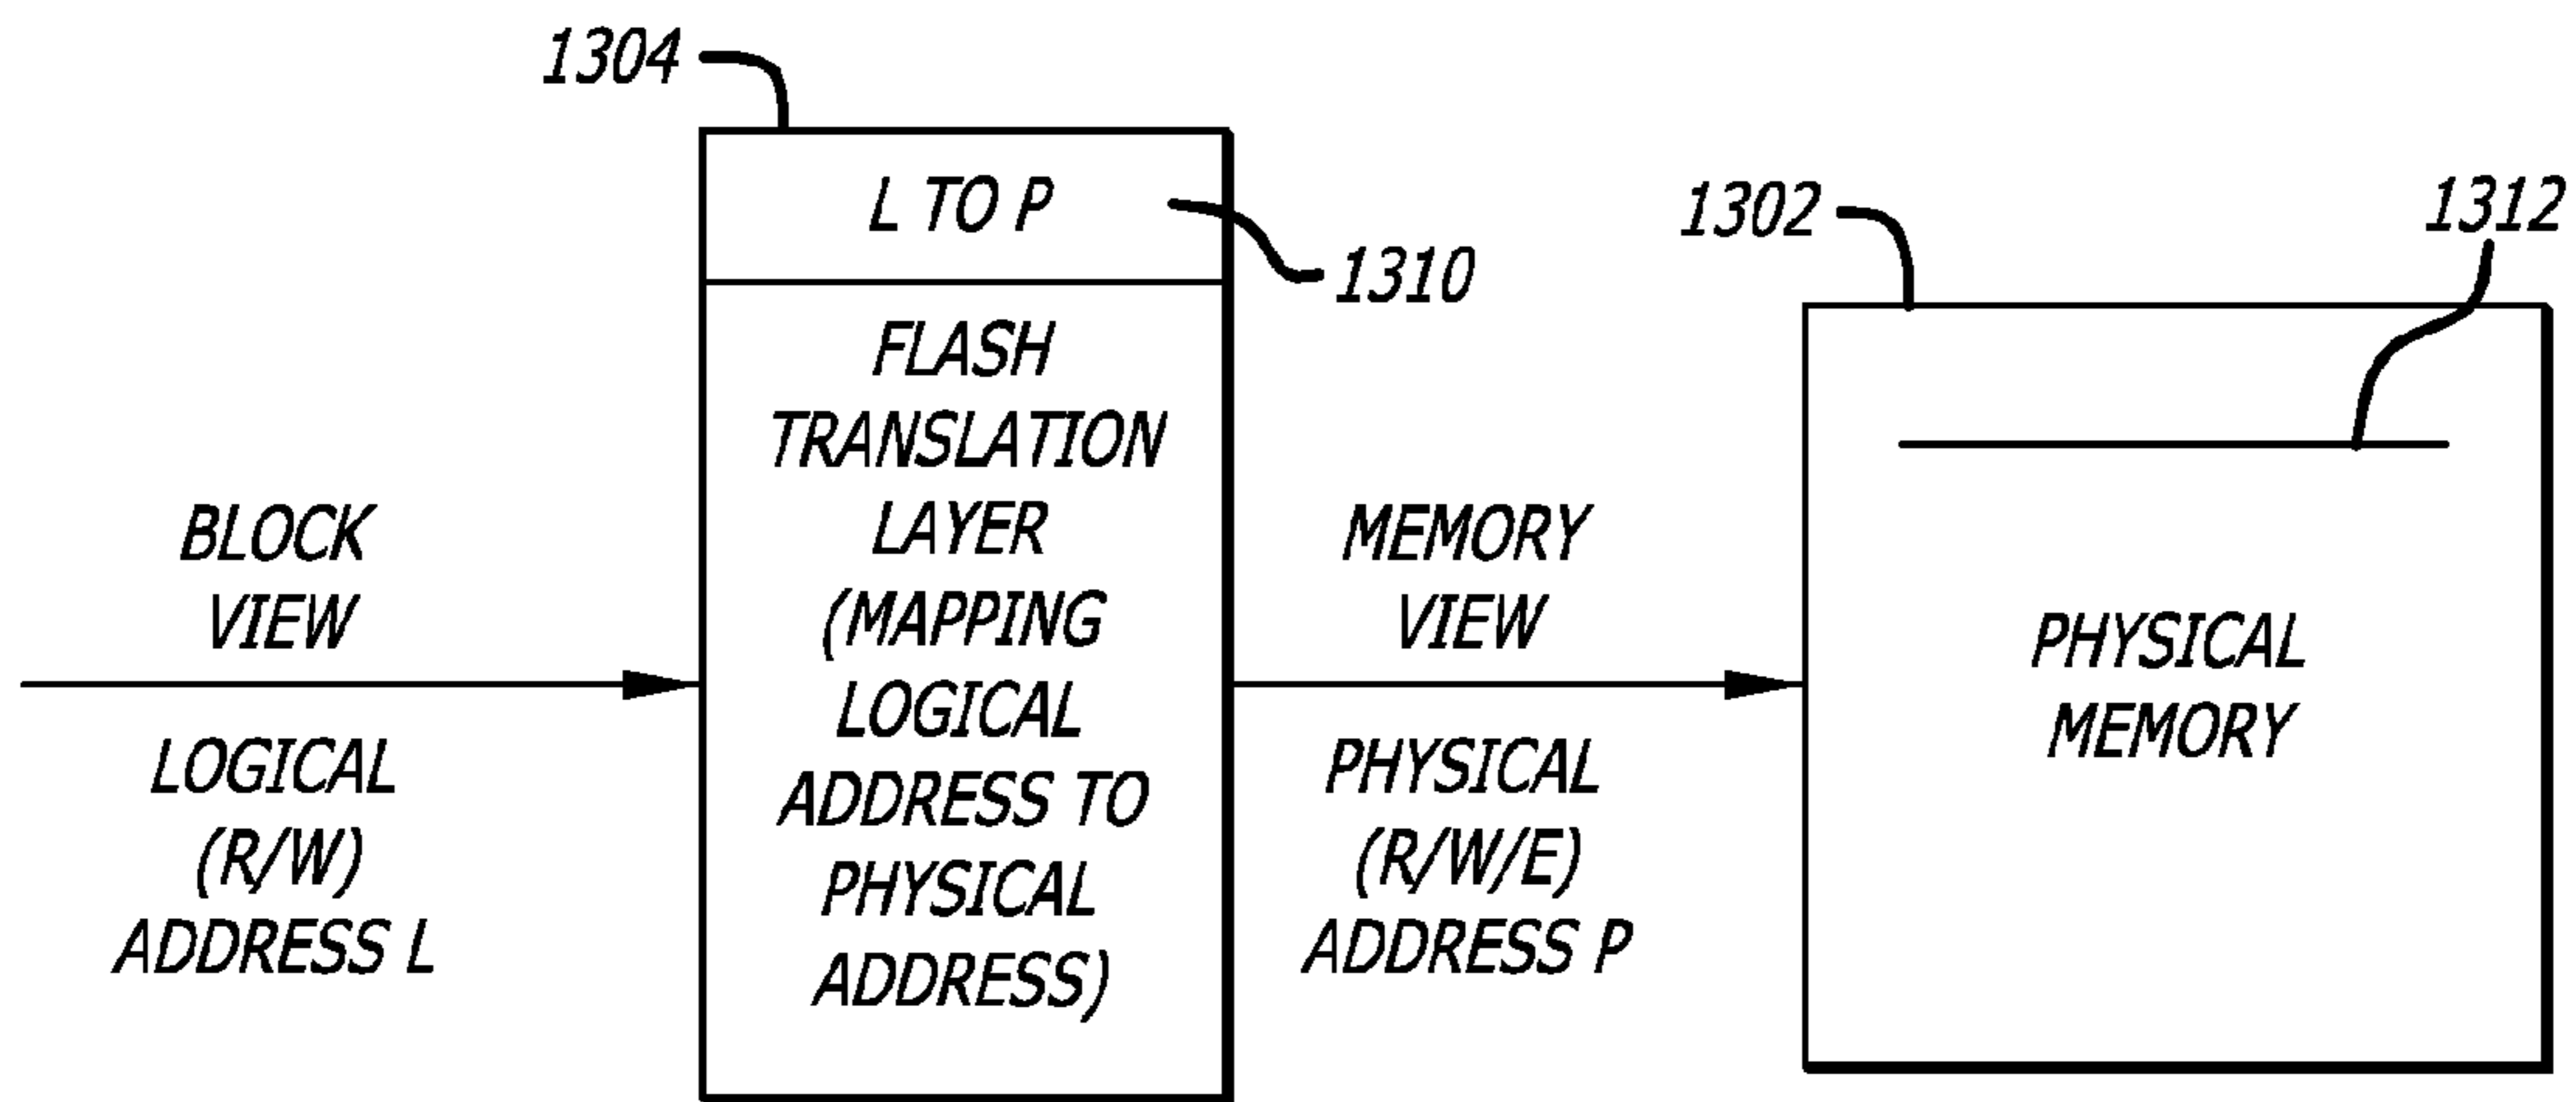 1304
L TO P
1310
1302
1312
BLOCK
VIEW
LOGICAL
(R/W)
ADDRESS L
FLASH
TRANSLATION
LAYER
(MAPPING
LOGICAL
ADDRESS TO
PHYSICAL
ADDRESS)
MEMORY
VIEW
PHYSICAL
(R/W/E)
ADDRESS P
PHYSICAL
MEMORY